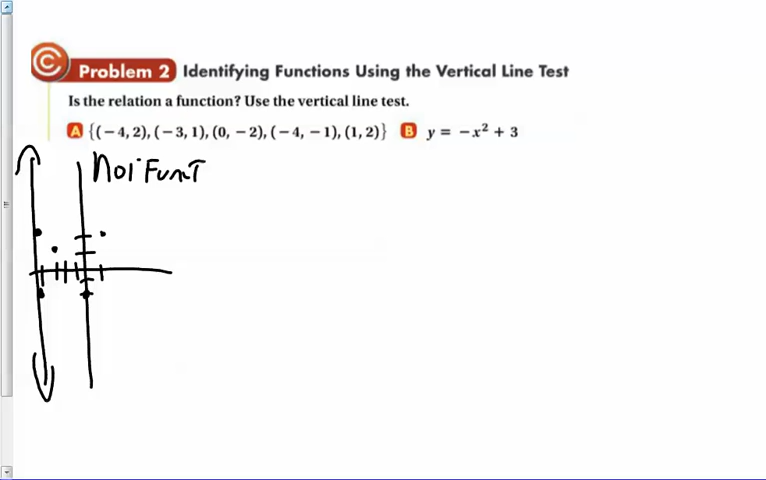 © Problem 2 Identifying Functions Using the Vertical Line Test
Is the relation a function? Use the vertical line test.
A {(−4, 2), (−3, 1), (0, −2), (−4, −1), (1, 2)} B y = −x² + 3
Not Funct